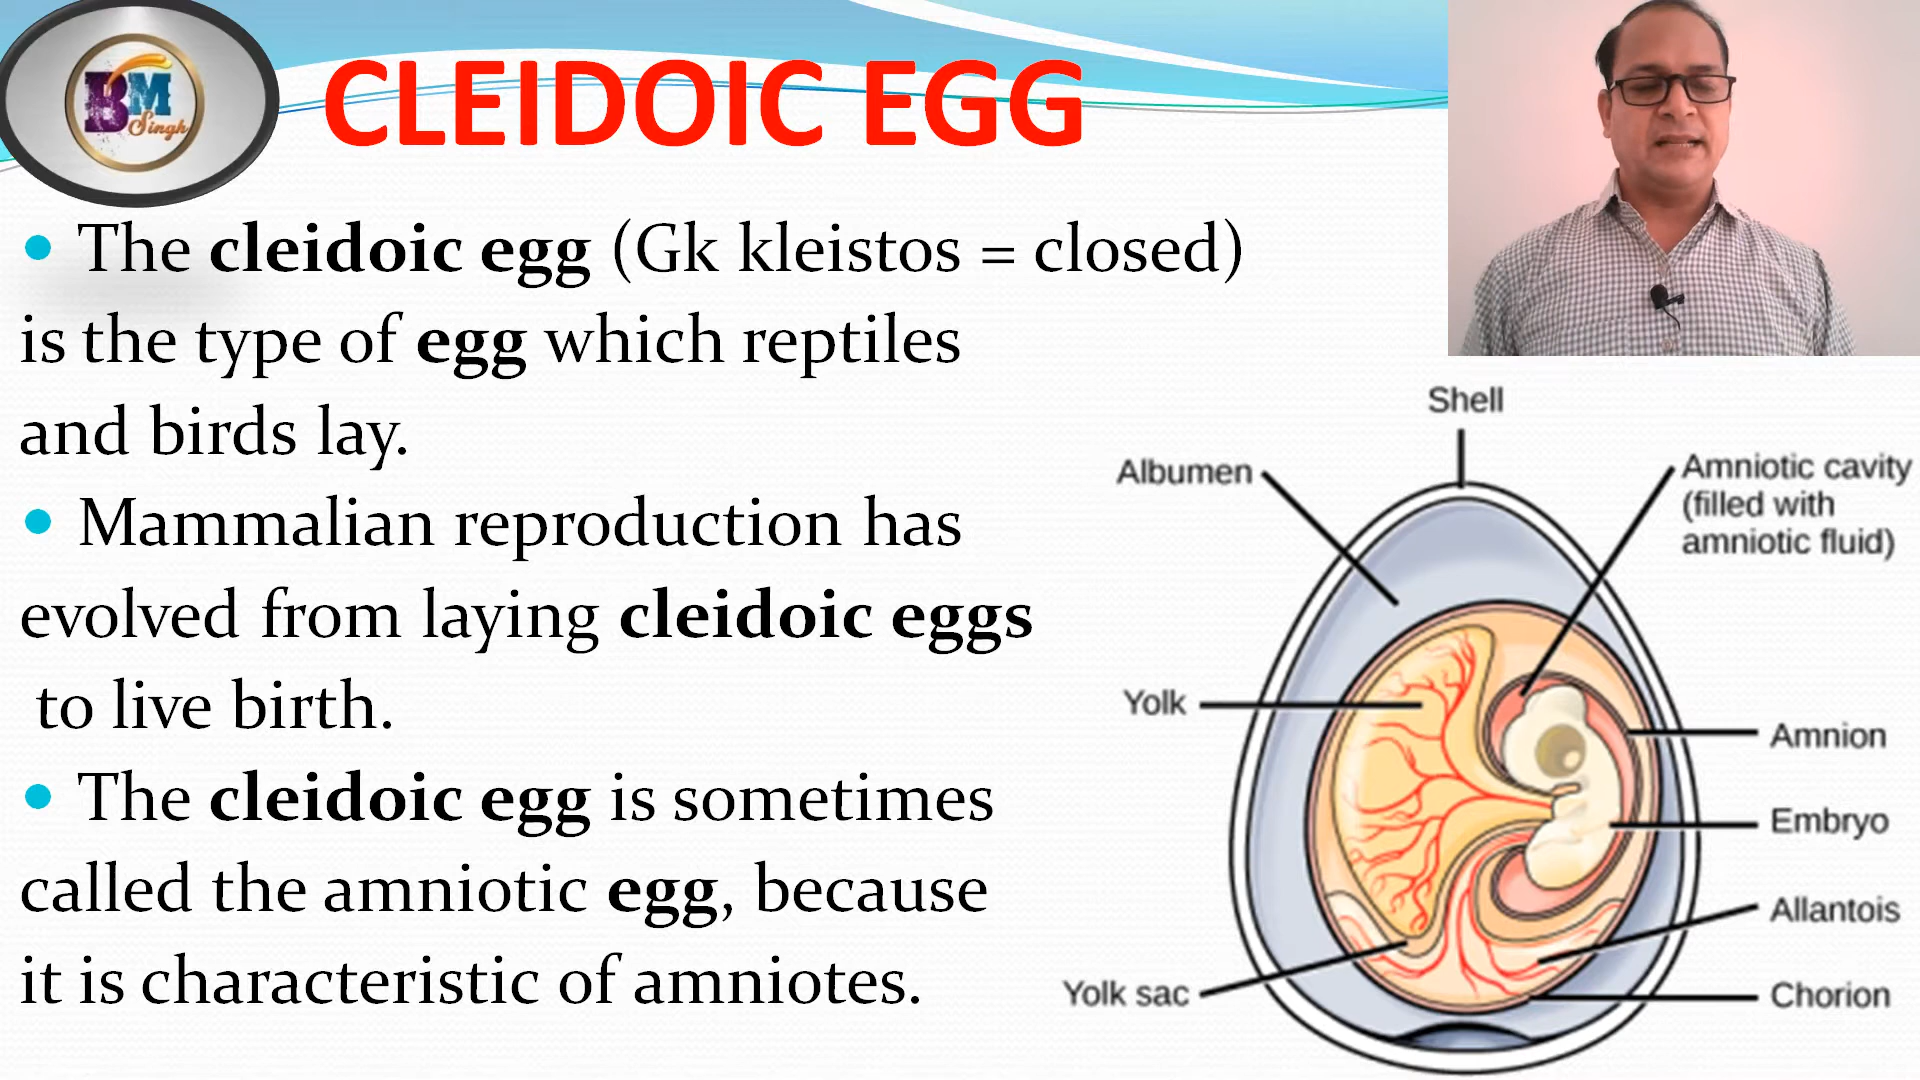 BM
Singh
CLEIDOIC EGG
• The cleidoic egg (Gk kleistos = closed)
is the type of egg which reptiles
and birds lay.
• Mammalian reproduction has
evolved from laying cleidoic eggs
to live birth.
• The cleidoic egg is sometimes
called the amniotic egg, because
it is characteristic of amniotes.
Shell
Albumen
Amniotic cavity
(filled with
amniotic fluid)
Yolk
Amnion
Embryo
Allantois
Yolk sac
Chorion